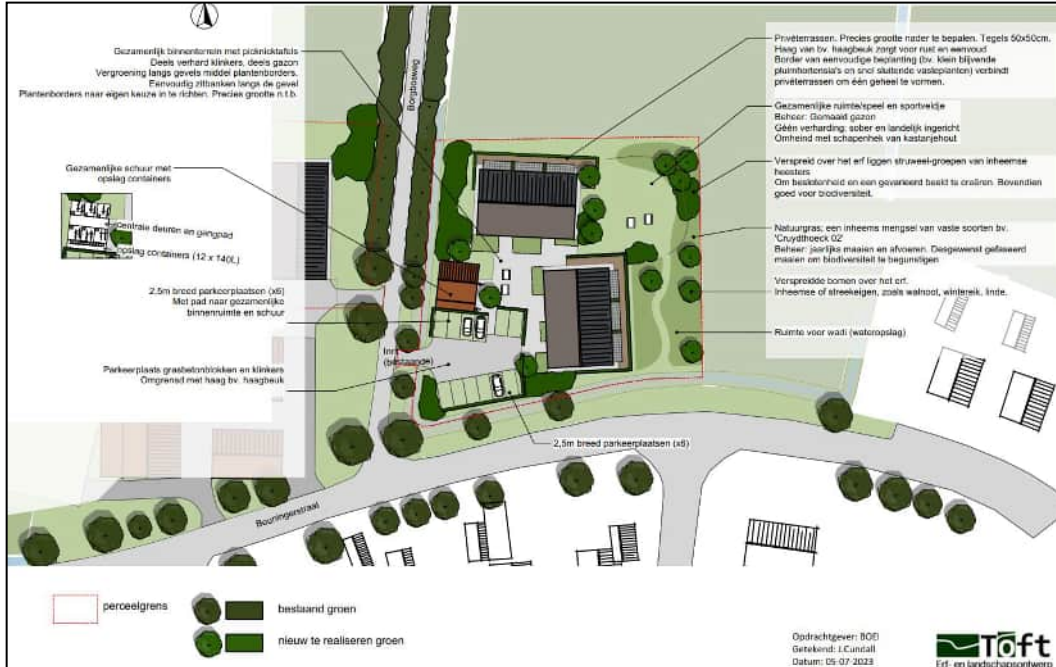 Gezamenlijk binnenterrein met picknicktafels
Deels verhard klinkers, deels gazon
Vergroening langs gevels middel plantenborders.
Eenvoudig zitbanken langs de gevel
Plantenborders naar eigen keuze in te richten. Precies grootte n.t.b.
Borgbosweg
Gezamenlijke schuur met
opslag containers
centrale deuren en gangpad
opslag containers (12 x 140L)
2.5m breed parkeerplaatsen (x6)
Met pad naar gezamenlijke
binnenruimte en schuur
Inrit
(bestaande)
Parkeerplaats grasbetonblokken en klinkers
Omgrensd met haag bv. haagbeuk
Privéterrassen. Precies grootte nader te bepalen. Tegels 50x50cm.
Haag van bv. haagbeuk zorgt voor rust en eenvoud
Border van eenvoudige beplanting (bv. klein blijvende
pluimhortensia's en snel sluitende vasteplanten) verbindt
privéterrassen om één geheel te vormen.
Gezamenlijke ruimte/speel en sportveldje
Beheer: Gemaaid gazon
Géén verharding: sober en landelijk ingericht
Omheind met schapenhek van kastanjehout
Verspreid over het erf liggen struweel-groepen van inheemse
heesters
Om beslotenheid en een gevarieerd beeld te creëren. Bovendien
goed voor biodiversiteit.
Natuurgras; een inheems mengsel van vaste soorten bv.
'Cruydthoeck 02'
Beheer: jaarlijks maaien en afvoeren. Desgewenst gefaseerd
maaien om biodiversiteit te begunstigen
Verspreidde bomen over het erf.
Inheemse of streekeigen, zoals walnoot, wintereik, linde.
Ruimte voor wadi (wateropslag)
2,5m breed parkeerplaatsen (x6)
perceelgrens
bestaand groen
nieuw te realiseren groen
Opdrachtgever: BOEi
Getekend: J.Cundall
Datum: 05-07-2023
Toft
Erf- en landschapsontwerp